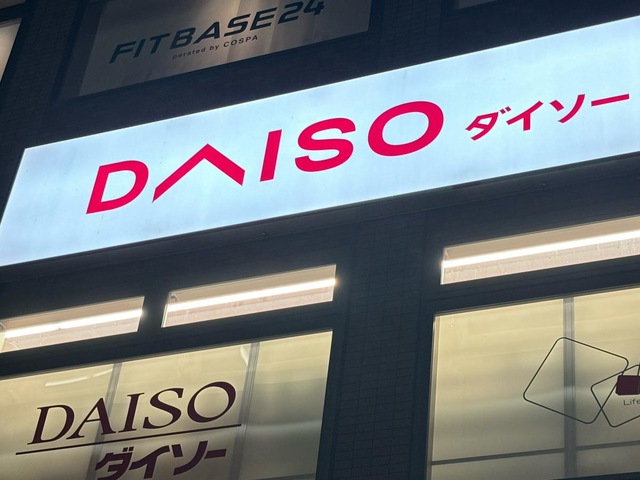 FITBASE24
perated by COSPA
DAISO ダイソー
DAISO
ダイソー
Life